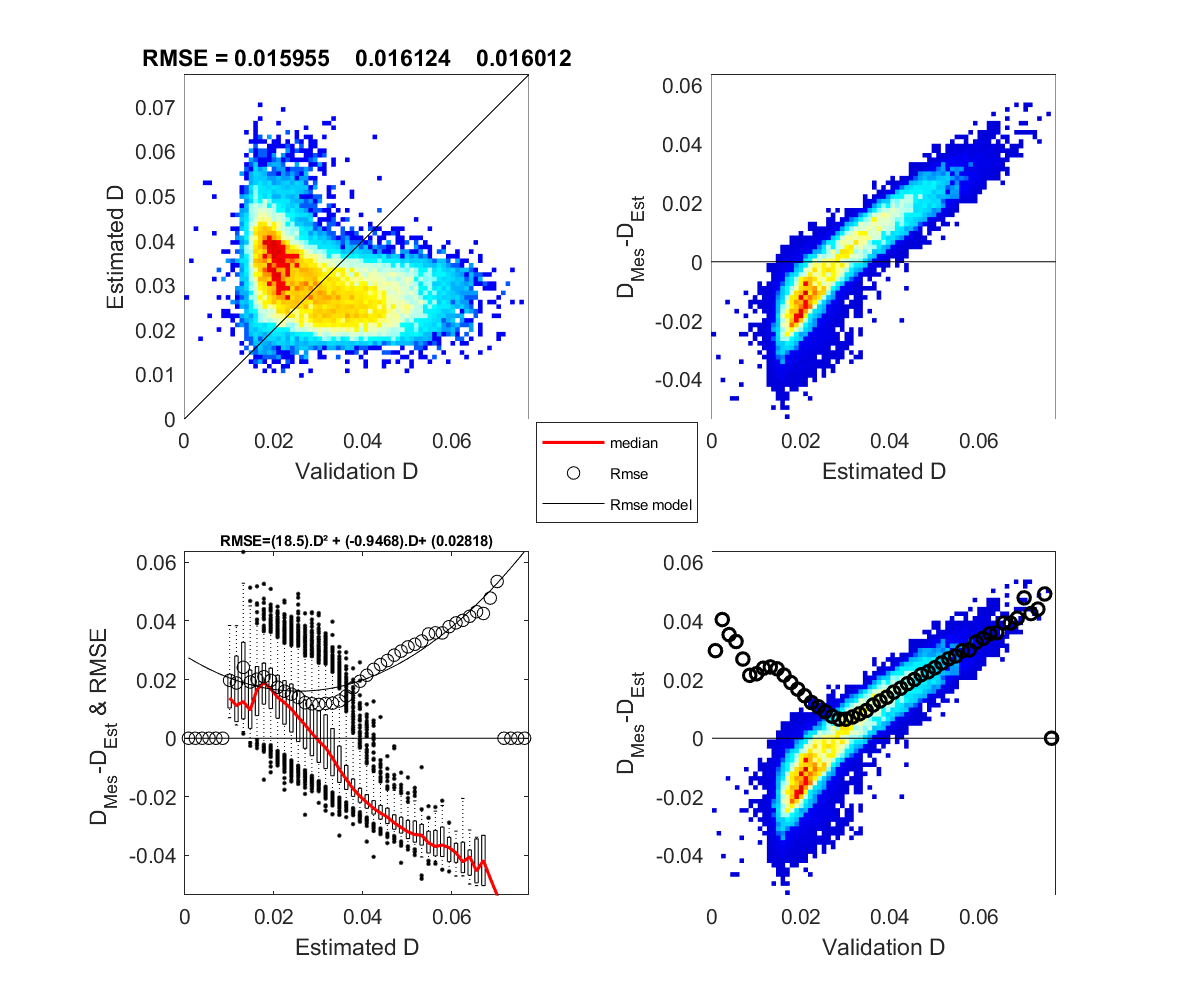 RMSE = 0.015955 0.016124 0.016012
0.07
0.06
0.05
0.04
0.03
0.02
0.01
0
Estimated D
0 0.02 0.04 0.06
Validation D
0.06
0.04
0.02
0
-0.02
-0.04
D_Mes-D_Est
0 0.02 0.04 0.06
Estimated D
median
Rmse
Rmse model
RMSE=(18.5).D² + (-0.9468).D+ (0.02818)
0.06
0.04
0.02
0
-0.02
-0.04
D_Mes-D_Est & RMSE
0 0.02 0.04 0.06
Estimated D
0.06
0.04
0.02
0
-0.02
-0.04
D_Mes-D_Est
0 0.02 0.04 0.06
Validation D